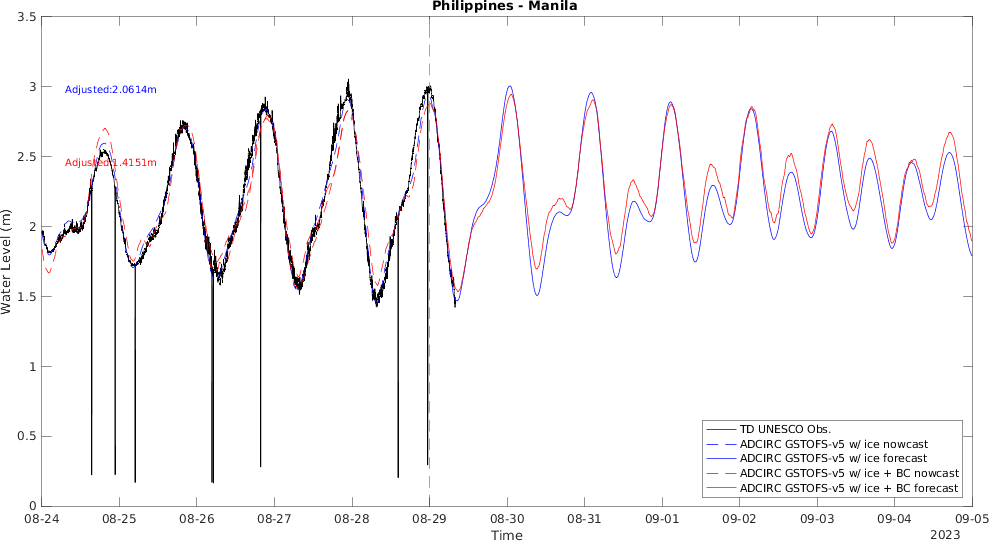 Philippines - Manila
3.5
3
2.5
2
1.5
1
0.5
0
Water Level (m)
Adjusted:2.0614m
Adjusted:1.4151m
TD UNESCO Obs.
ADCIRC GSTOFS-v5 w/ ice nowcast
ADCIRC GSTOFS-v5 w/ ice forecast
ADCIRC GSTOFS-v5 w/ ice + BC nowcast
ADCIRC GSTOFS-v5 w/ ice + BC forecast
08-24 08-25 08-26 08-27 08-28 08-29 08-30 08-31 09-01 09-02 09-03 09-04 09-05
Time
2023